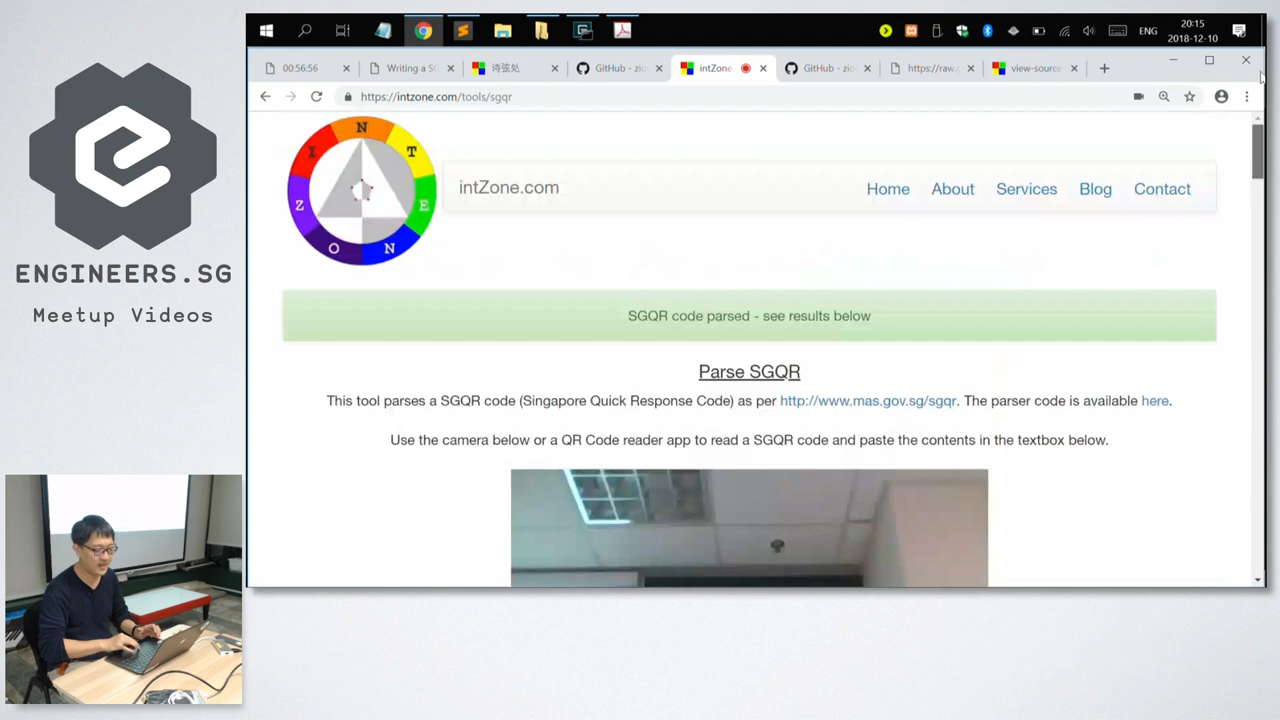 20:15
ENG
2018-12-10
00:56:56
Writing a SG
诗弦处
GitHub - zio
intZone
GitHub - zio
https://raw.g
view-source
https://intzone.com/tools/sgqr
N
I
T
Z
E
O
N
intZone.com
Home
About
Services
Blog
Contact
SGQR code parsed - see results below
Parse SGQR
This tool parses a SGQR code (Singapore Quick Response Code) as per http://www.mas.gov.sg/sgqr. The parser code is available here.
Use the camera below or a QR Code reader app to read a SGQR code and paste the contents in the textbox below.
ENGINEERS.SG
Meetup Videos